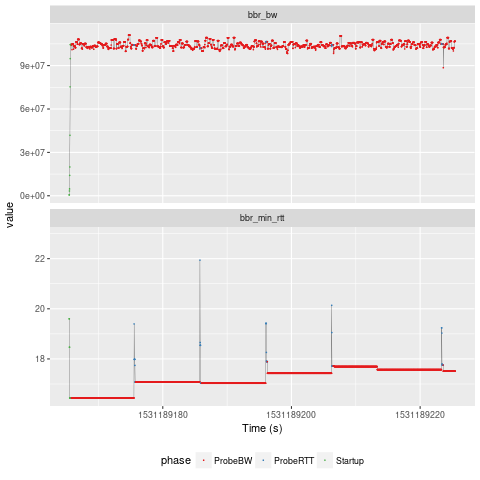 bbr_bw
9e+07
6e+07
3e+07
0e+00
value
bbr_min_rtt
22
20
18
1531189180 1531189200 1531189220
Time (s)
phase ProbeBW ProbeRTT Startup